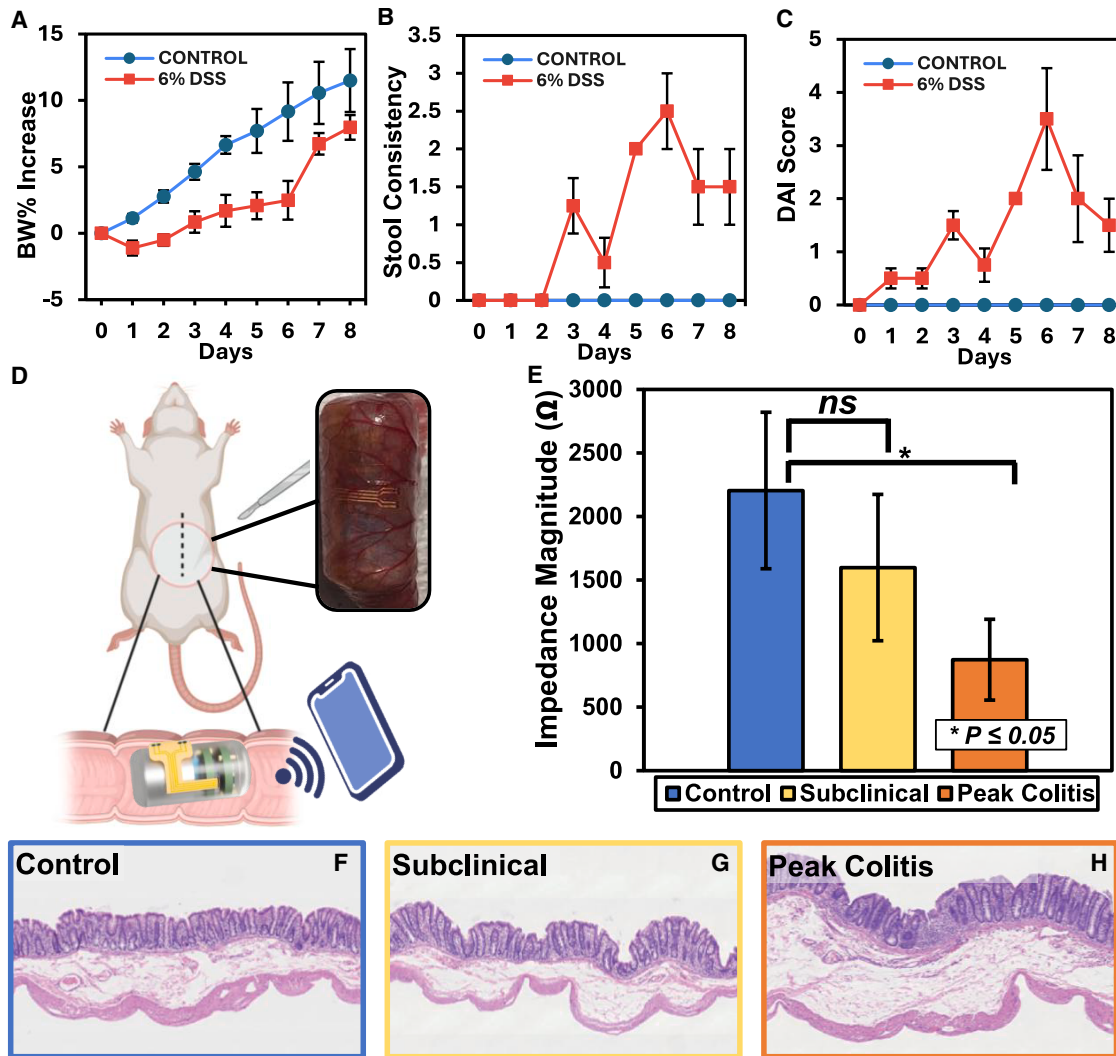 A
BW% Increase
15
10
5
0
-5
CONTROL
6% DSS
0 1 2 3 4 5 6 7 8
Days
B
Stool Consistency
3.5
3
2.5
2
1.5
1
0.5
0
CONTROL
6% DSS
0 1 2 3 4 5 6 7 8
Days
C
DAI Score
5
4
3
2
1
0
CONTROL
6% DSS
0 1 2 3 4 5 6 7 8
Days
D
E
Impedance Magnitude (Ω)
3000
2500
2000
1500
1000
500
0
ns
*
* P ≤ 0.05
Control Subclinical Peak Colitis
Control F
Subclinical G
Peak Colitis H